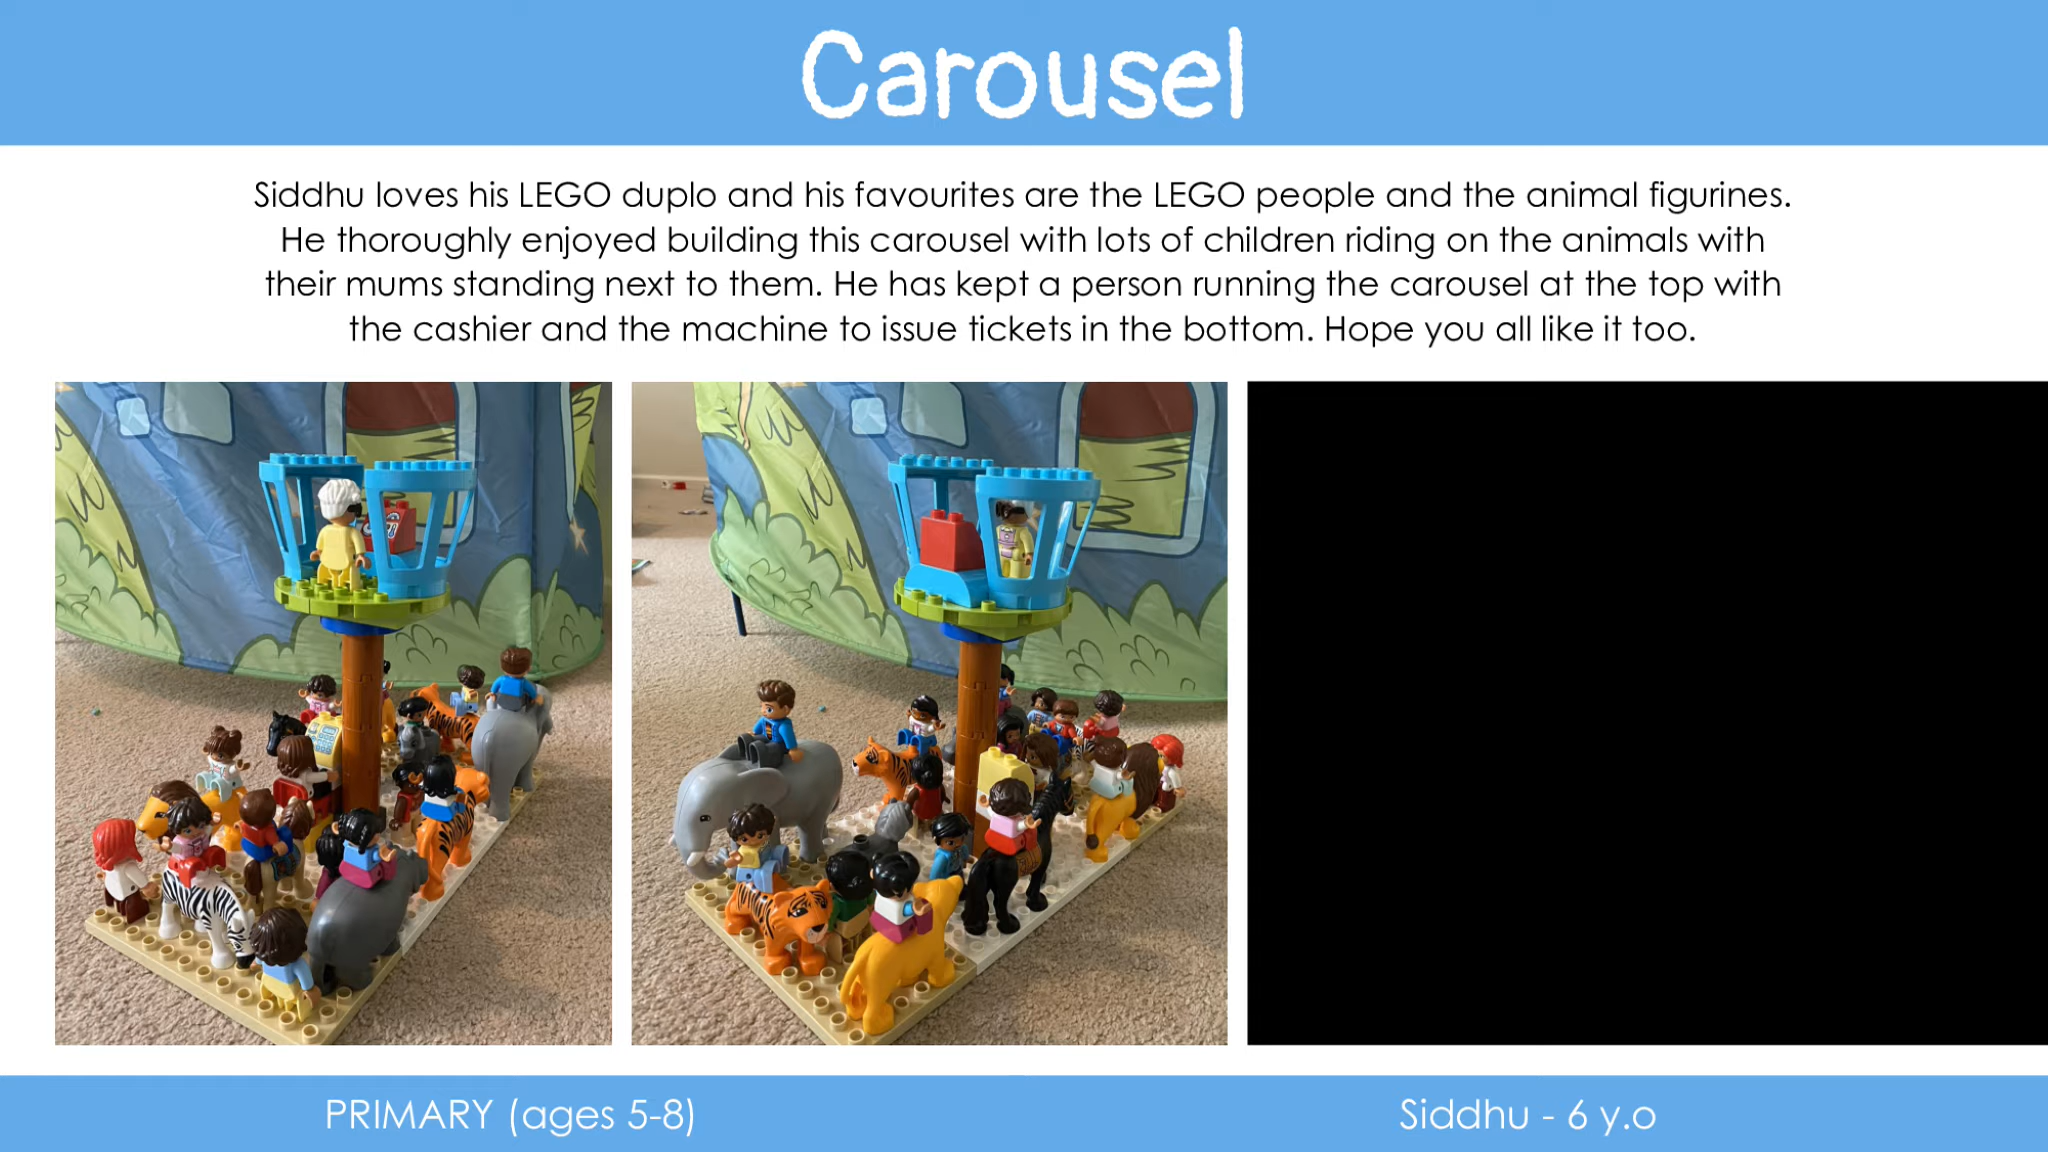 Carousel
Siddhu loves his LEGO duplo and his favourites are the LEGO people and the animal figurines.
He thoroughly enjoyed building this carousel with lots of children riding on the animals with
their mums standing next to them. He has kept a person running the carousel at the top with
the cashier and the machine to issue tickets in the bottom. Hope you all like it too.
PRIMARY (ages 5-8)
Siddhu - 6 y.o